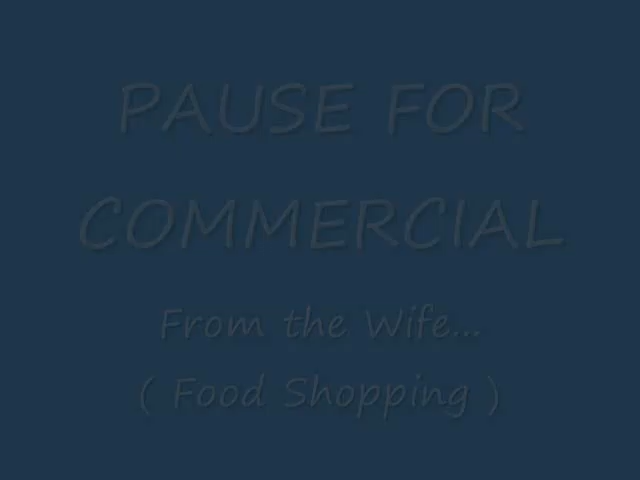 PAUSE FOR
COMMERCIAL
From the Wife...
( Food Shopping )